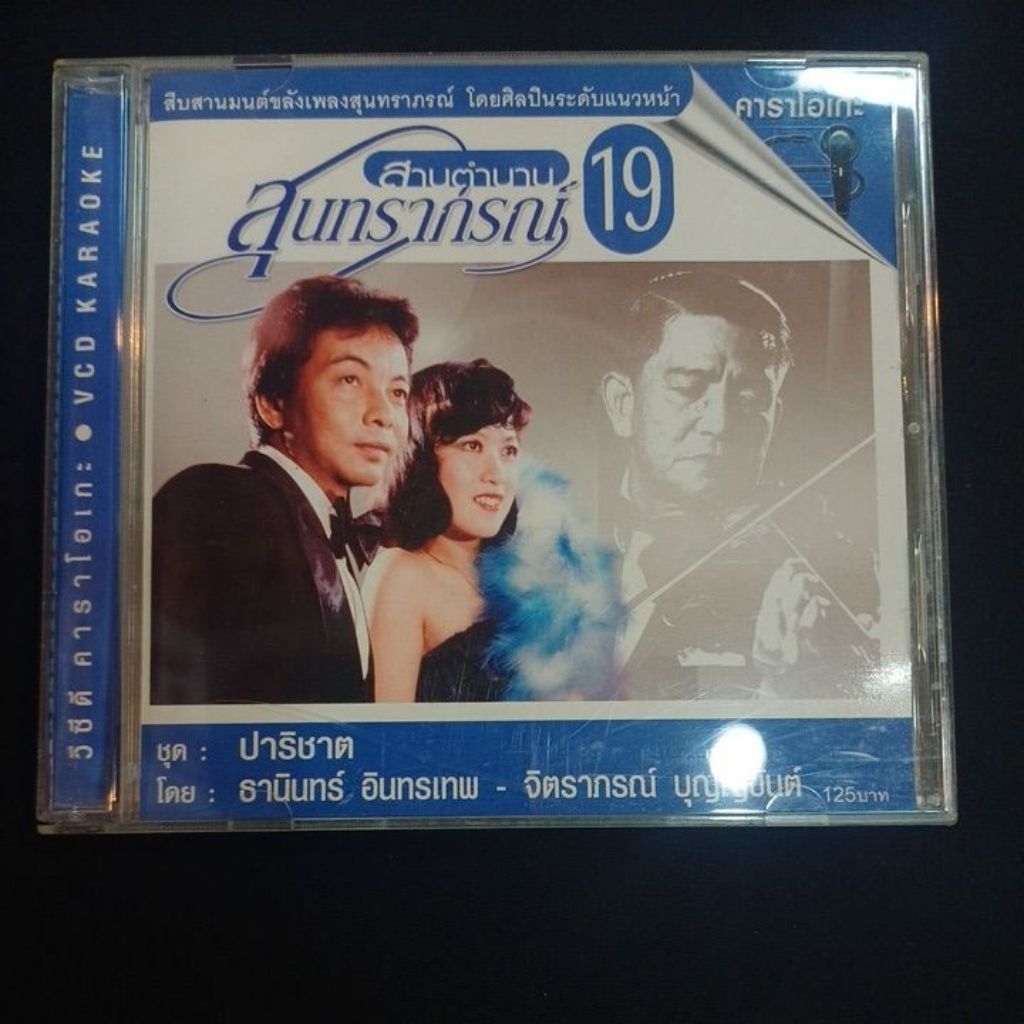 สืบสานมนต์ขลังเพลงสุนทราภรณ์ โดยศิลปินระดับแนวหน้า
คาราโอเกะ
สานตำนาน
สุนทราภรณ์ 19
ชุด : ปาริชาต
โดย : ธานินทร์ อินทรเทพ - จิตราภรณ์
125บาท
วีซีดี คาราโอเกะ ● VCD KARAOKE